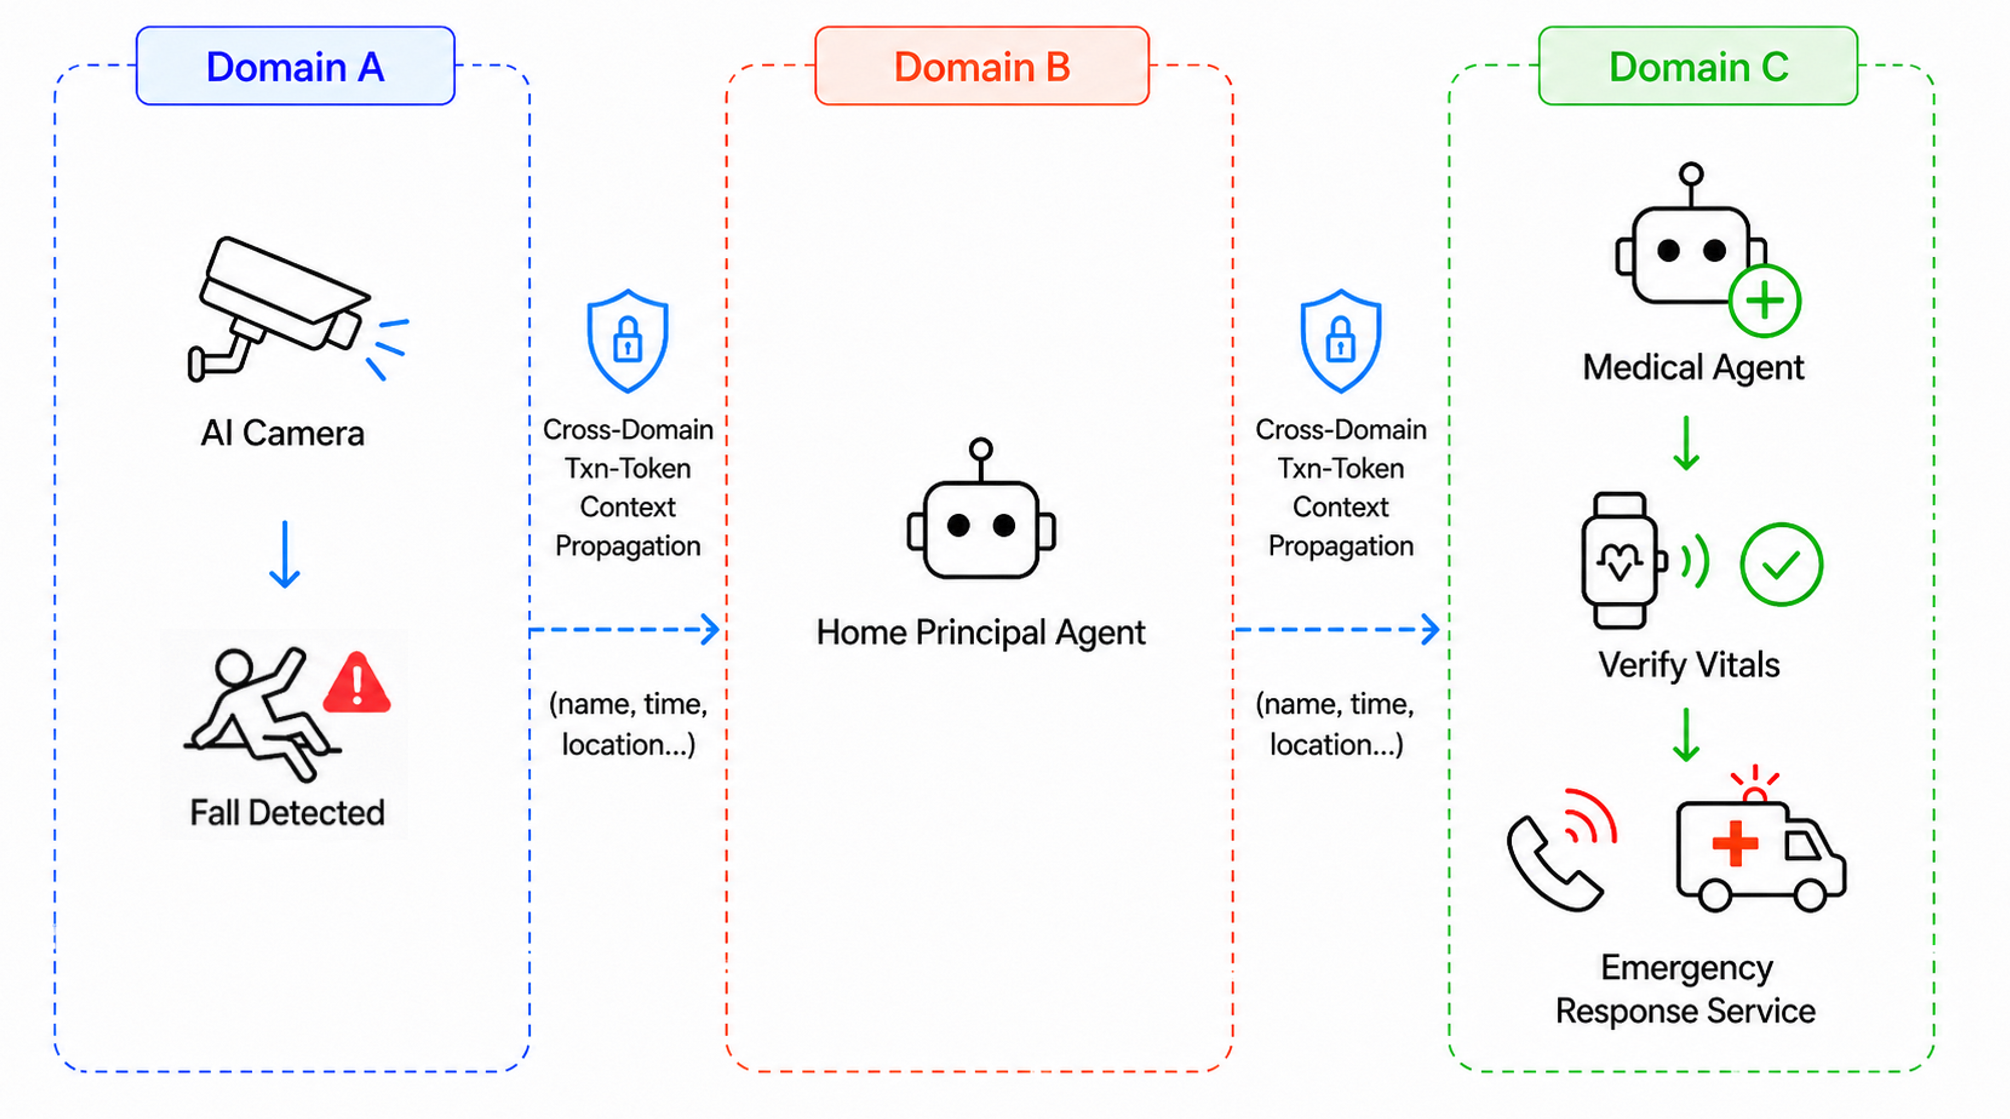 Domain A
AI Camera
Fall Detected
Cross-Domain
Txn-Token
Context
Propagation
(name, time,
location...)
Domain B
Home Principal Agent
Cross-Domain
Txn-Token
Context
Propagation
(name, time,
location...)
Domain C
Medical Agent
Verify Vitals
Emergency
Response Service